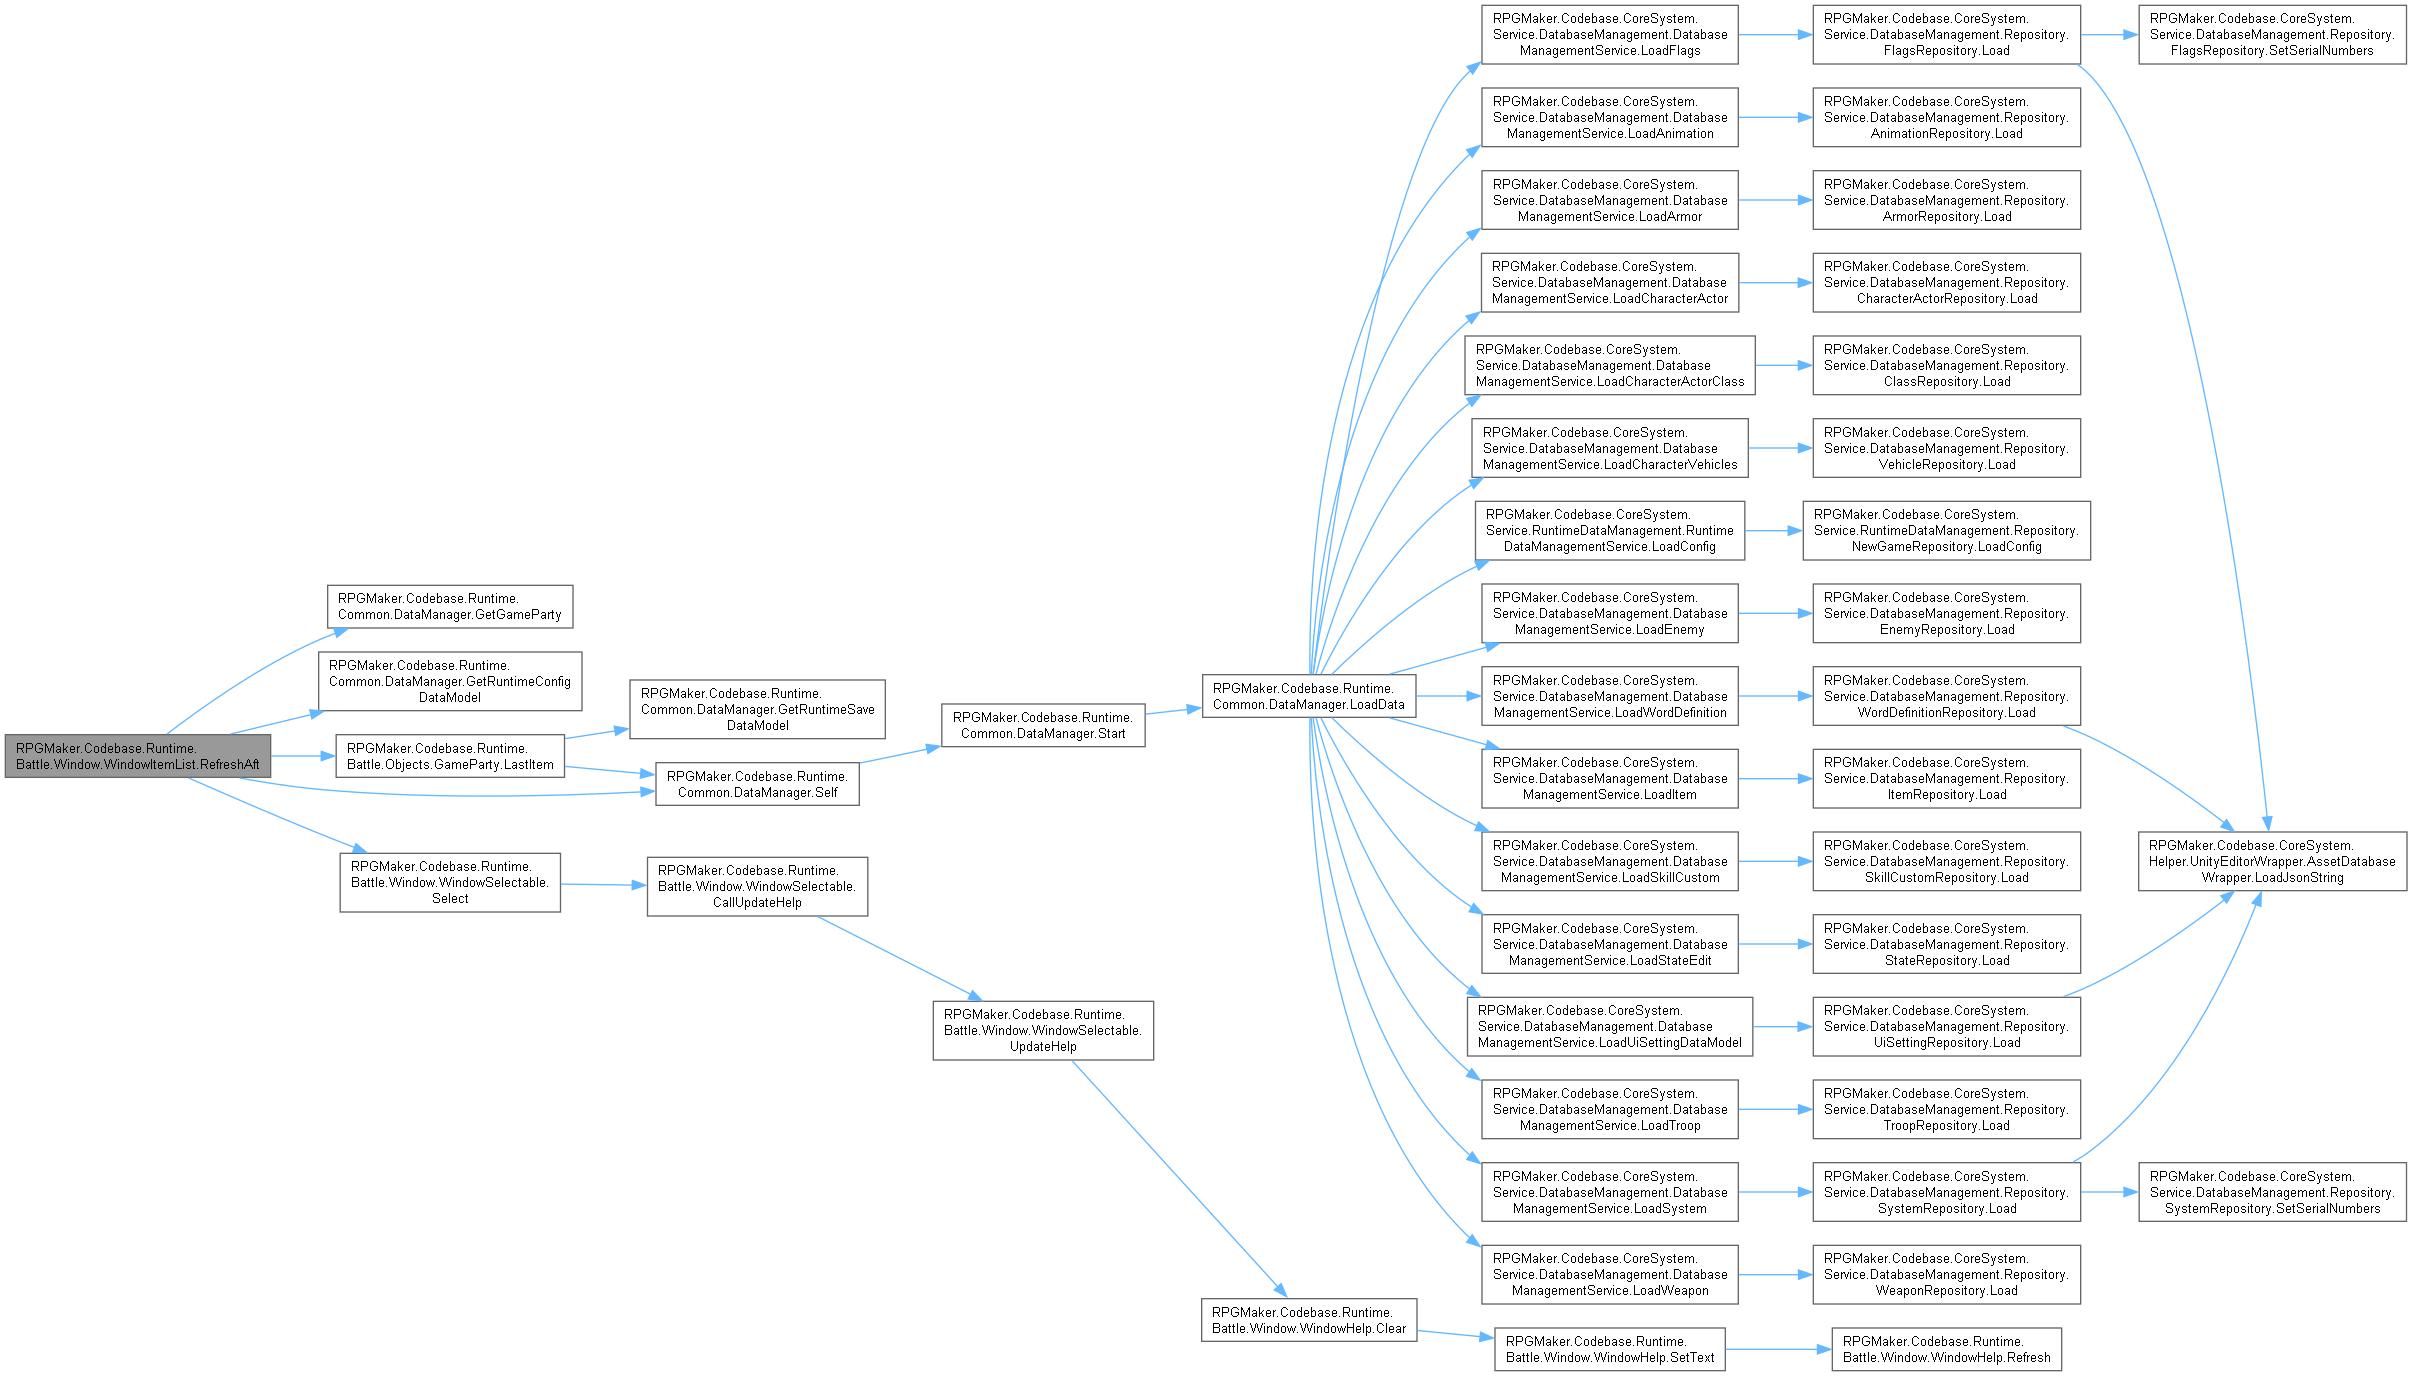 RPGMaker.Codebase.Runtime.
Battle.Window.WindowItemList.RefreshAft
RPGMaker.Codebase.Runtime.
Common.DataManager.GetGameParty
RPGMaker.Codebase.Runtime.
Common.DataManager.GetRuntimeConfig
DataModel
RPGMaker.Codebase.Runtime.
Battle.Objects.GameParty.LastItem
RPGMaker.Codebase.Runtime.
Battle.Window.WindowSelectable.
Select
RPGMaker.Codebase.Runtime.
Common.DataManager.GetRuntimeSave
DataModel
RPGMaker.Codebase.Runtime.
Common.DataManager.Self
RPGMaker.Codebase.Runtime.
Battle.Window.WindowSelectable.
CallUpdateHelp
RPGMaker.Codebase.Runtime.
Common.DataManager.Start
RPGMaker.Codebase.Runtime.
Battle.Window.WindowSelectable.
UpdateHelp
RPGMaker.Codebase.Runtime.
Common.DataManager.LoadData
RPGMaker.Codebase.Runtime.
Battle.Window.WindowHelp.Clear
RPGMaker.Codebase.CoreSystem.
Service.DatabaseManagement.Database
ManagementService.LoadFlags
RPGMaker.Codebase.CoreSystem.
Service.DatabaseManagement.Database
ManagementService.LoadAnimation
RPGMaker.Codebase.CoreSystem.
Service.DatabaseManagement.Database
ManagementService.LoadArmor
RPGMaker.Codebase.CoreSystem.
Service.DatabaseManagement.Database
ManagementService.LoadCharacterActor
RPGMaker.Codebase.CoreSystem.
Service.DatabaseManagement.Database
ManagementService.LoadCharacterActorClass
RPGMaker.Codebase.CoreSystem.
Service.DatabaseManagement.Database
ManagementService.LoadCharacterVehicles
RPGMaker.Codebase.CoreSystem.
Service.RuntimeDataManagement.Runtime
DataManagementService.LoadConfig
RPGMaker.Codebase.CoreSystem.
Service.DatabaseManagement.Database
ManagementService.LoadEnemy
RPGMaker.Codebase.CoreSystem.
Service.DatabaseManagement.Database
ManagementService.LoadWordDefinition
RPGMaker.Codebase.CoreSystem.
Service.DatabaseManagement.Database
ManagementService.LoadItem
RPGMaker.Codebase.CoreSystem.
Service.DatabaseManagement.Database
ManagementService.LoadSkillCustom
RPGMaker.Codebase.CoreSystem.
Service.DatabaseManagement.Database
ManagementService.LoadStateEdit
RPGMaker.Codebase.CoreSystem.
Service.DatabaseManagement.Database
ManagementService.LoadUiSettingDataModel
RPGMaker.Codebase.CoreSystem.
Service.DatabaseManagement.Database
ManagementService.LoadTroop
RPGMaker.Codebase.CoreSystem.
Service.DatabaseManagement.Database
ManagementService.LoadSystem
RPGMaker.Codebase.CoreSystem.
Service.DatabaseManagement.Database
ManagementService.LoadWeapon
RPGMaker.Codebase.Runtime.
Battle.Window.WindowHelp.SetText
RPGMaker.Codebase.CoreSystem.
Service.DatabaseManagement.Repository.
FlagsRepository.Load
RPGMaker.Codebase.CoreSystem.
Service.DatabaseManagement.Repository.
AnimationRepository.Load
RPGMaker.Codebase.CoreSystem.
Service.DatabaseManagement.Repository.
ArmorRepository.Load
RPGMaker.Codebase.CoreSystem.
Service.DatabaseManagement.Repository.
CharacterActorRepository.Load
RPGMaker.Codebase.CoreSystem.
Service.DatabaseManagement.Repository.
ClassRepository.Load
RPGMaker.Codebase.CoreSystem.
Service.DatabaseManagement.Repository.
VehicleRepository.Load
RPGMaker.Codebase.CoreSystem.
Service.RuntimeDataManagement.Repository.
NewGameRepository.LoadConfig
RPGMaker.Codebase.CoreSystem.
Service.DatabaseManagement.Repository.
EnemyRepository.Load
RPGMaker.Codebase.CoreSystem.
Service.DatabaseManagement.Repository.
WordDefinitionRepository.Load
RPGMaker.Codebase.CoreSystem.
Service.DatabaseManagement.Repository.
ItemRepository.Load
RPGMaker.Codebase.CoreSystem.
Service.DatabaseManagement.Repository.
SkillCustomRepository.Load
RPGMaker.Codebase.CoreSystem.
Service.DatabaseManagement.Repository.
StateRepository.Load
RPGMaker.Codebase.CoreSystem.
Service.DatabaseManagement.Repository.
UiSettingRepository.Load
RPGMaker.Codebase.CoreSystem.
Service.DatabaseManagement.Repository.
TroopRepository.Load
RPGMaker.Codebase.CoreSystem.
Service.DatabaseManagement.Repository.
SystemRepository.Load
RPGMaker.Codebase.CoreSystem.
Service.DatabaseManagement.Repository.
WeaponRepository.Load
RPGMaker.Codebase.Runtime.
Battle.Window.WindowHelp.Refresh
RPGMaker.Codebase.CoreSystem.
Service.DatabaseManagement.Repository.
FlagsRepository.SetSerialNumbers
RPGMaker.Codebase.CoreSystem.
Helper.UnityEditorWrapper.AssetDatabase
Wrapper.LoadJsonString
RPGMaker.Codebase.CoreSystem.
Service.DatabaseManagement.Repository.
SystemRepository.SetSerialNumbers